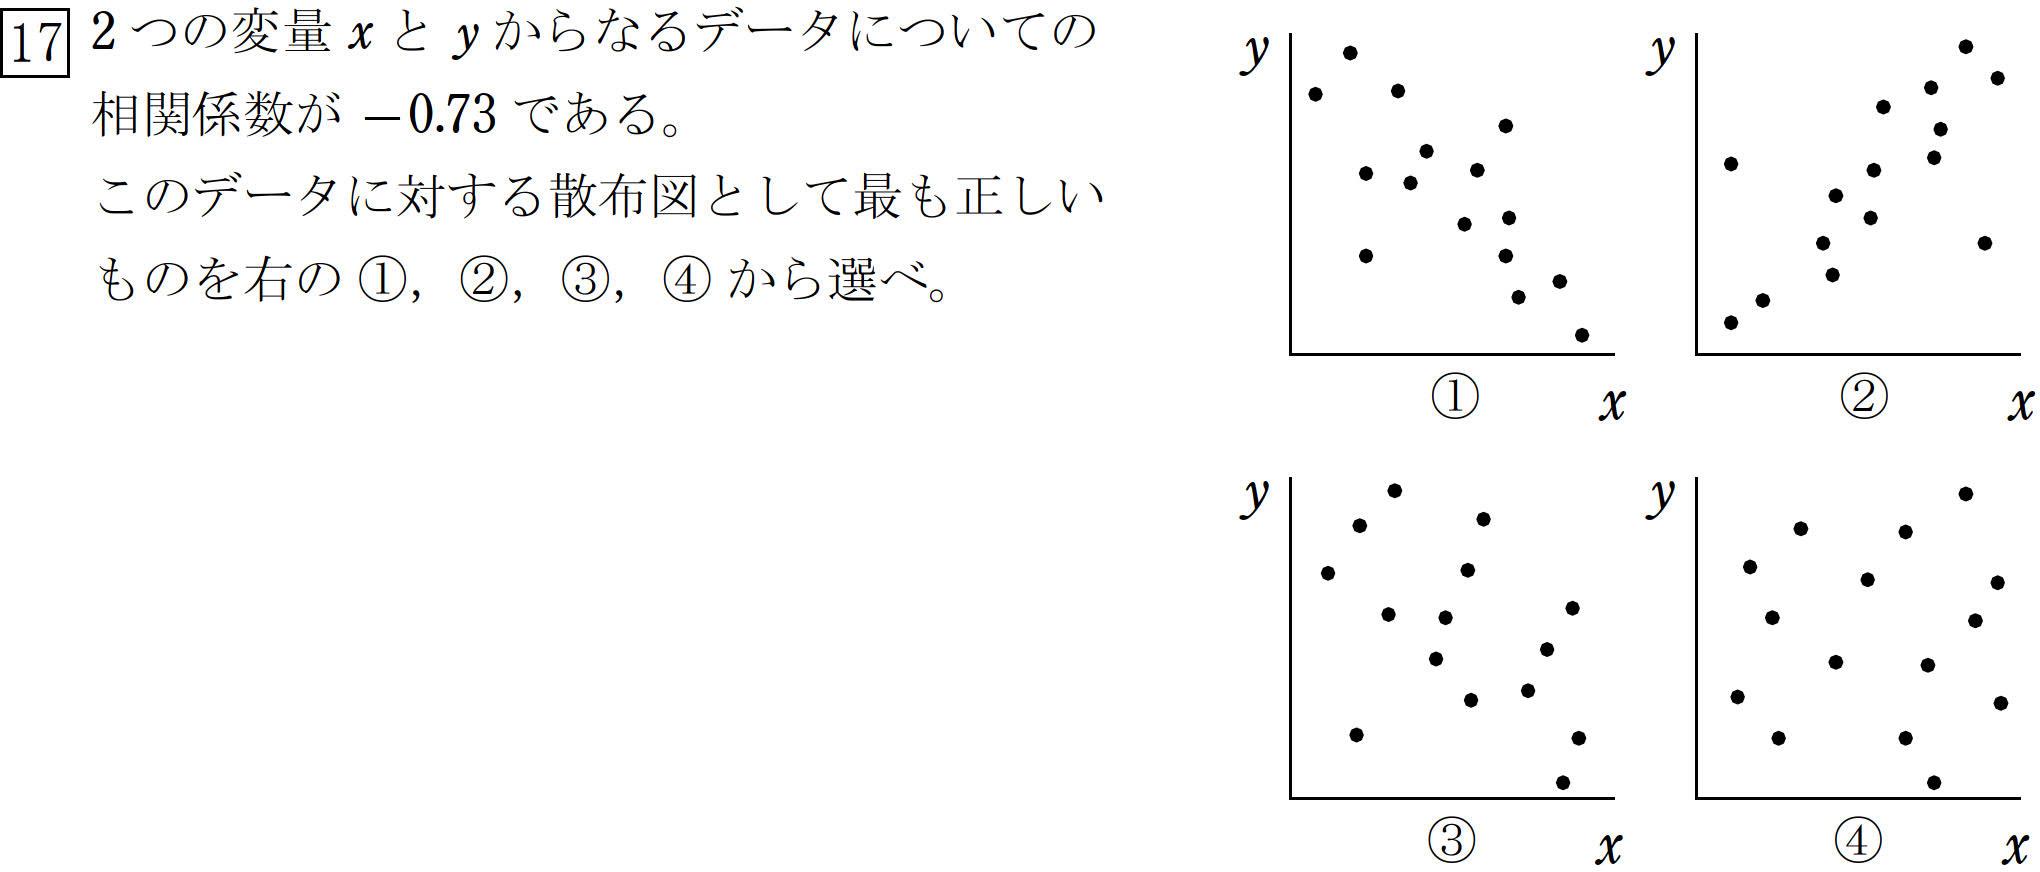 17 2つの変量 x と y からなるデータについての
相関係数が −0.73 である。
このデータに対する散布図として最も正しい
ものを右の ①, ②, ③, ④ から選べ。
y
x
①
y
x
②
y
x
③
y
x
④